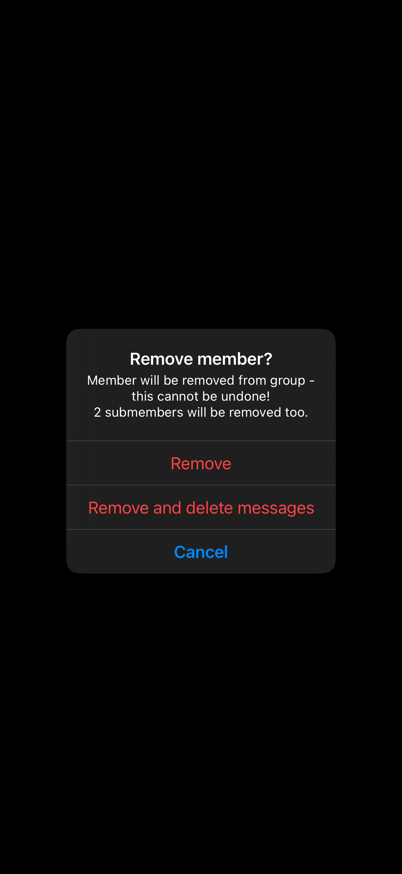 Remove member?
Member will be removed from group -
this cannot be undone!
2 submembers will be removed too.
Remove
Remove and delete messages
Cancel